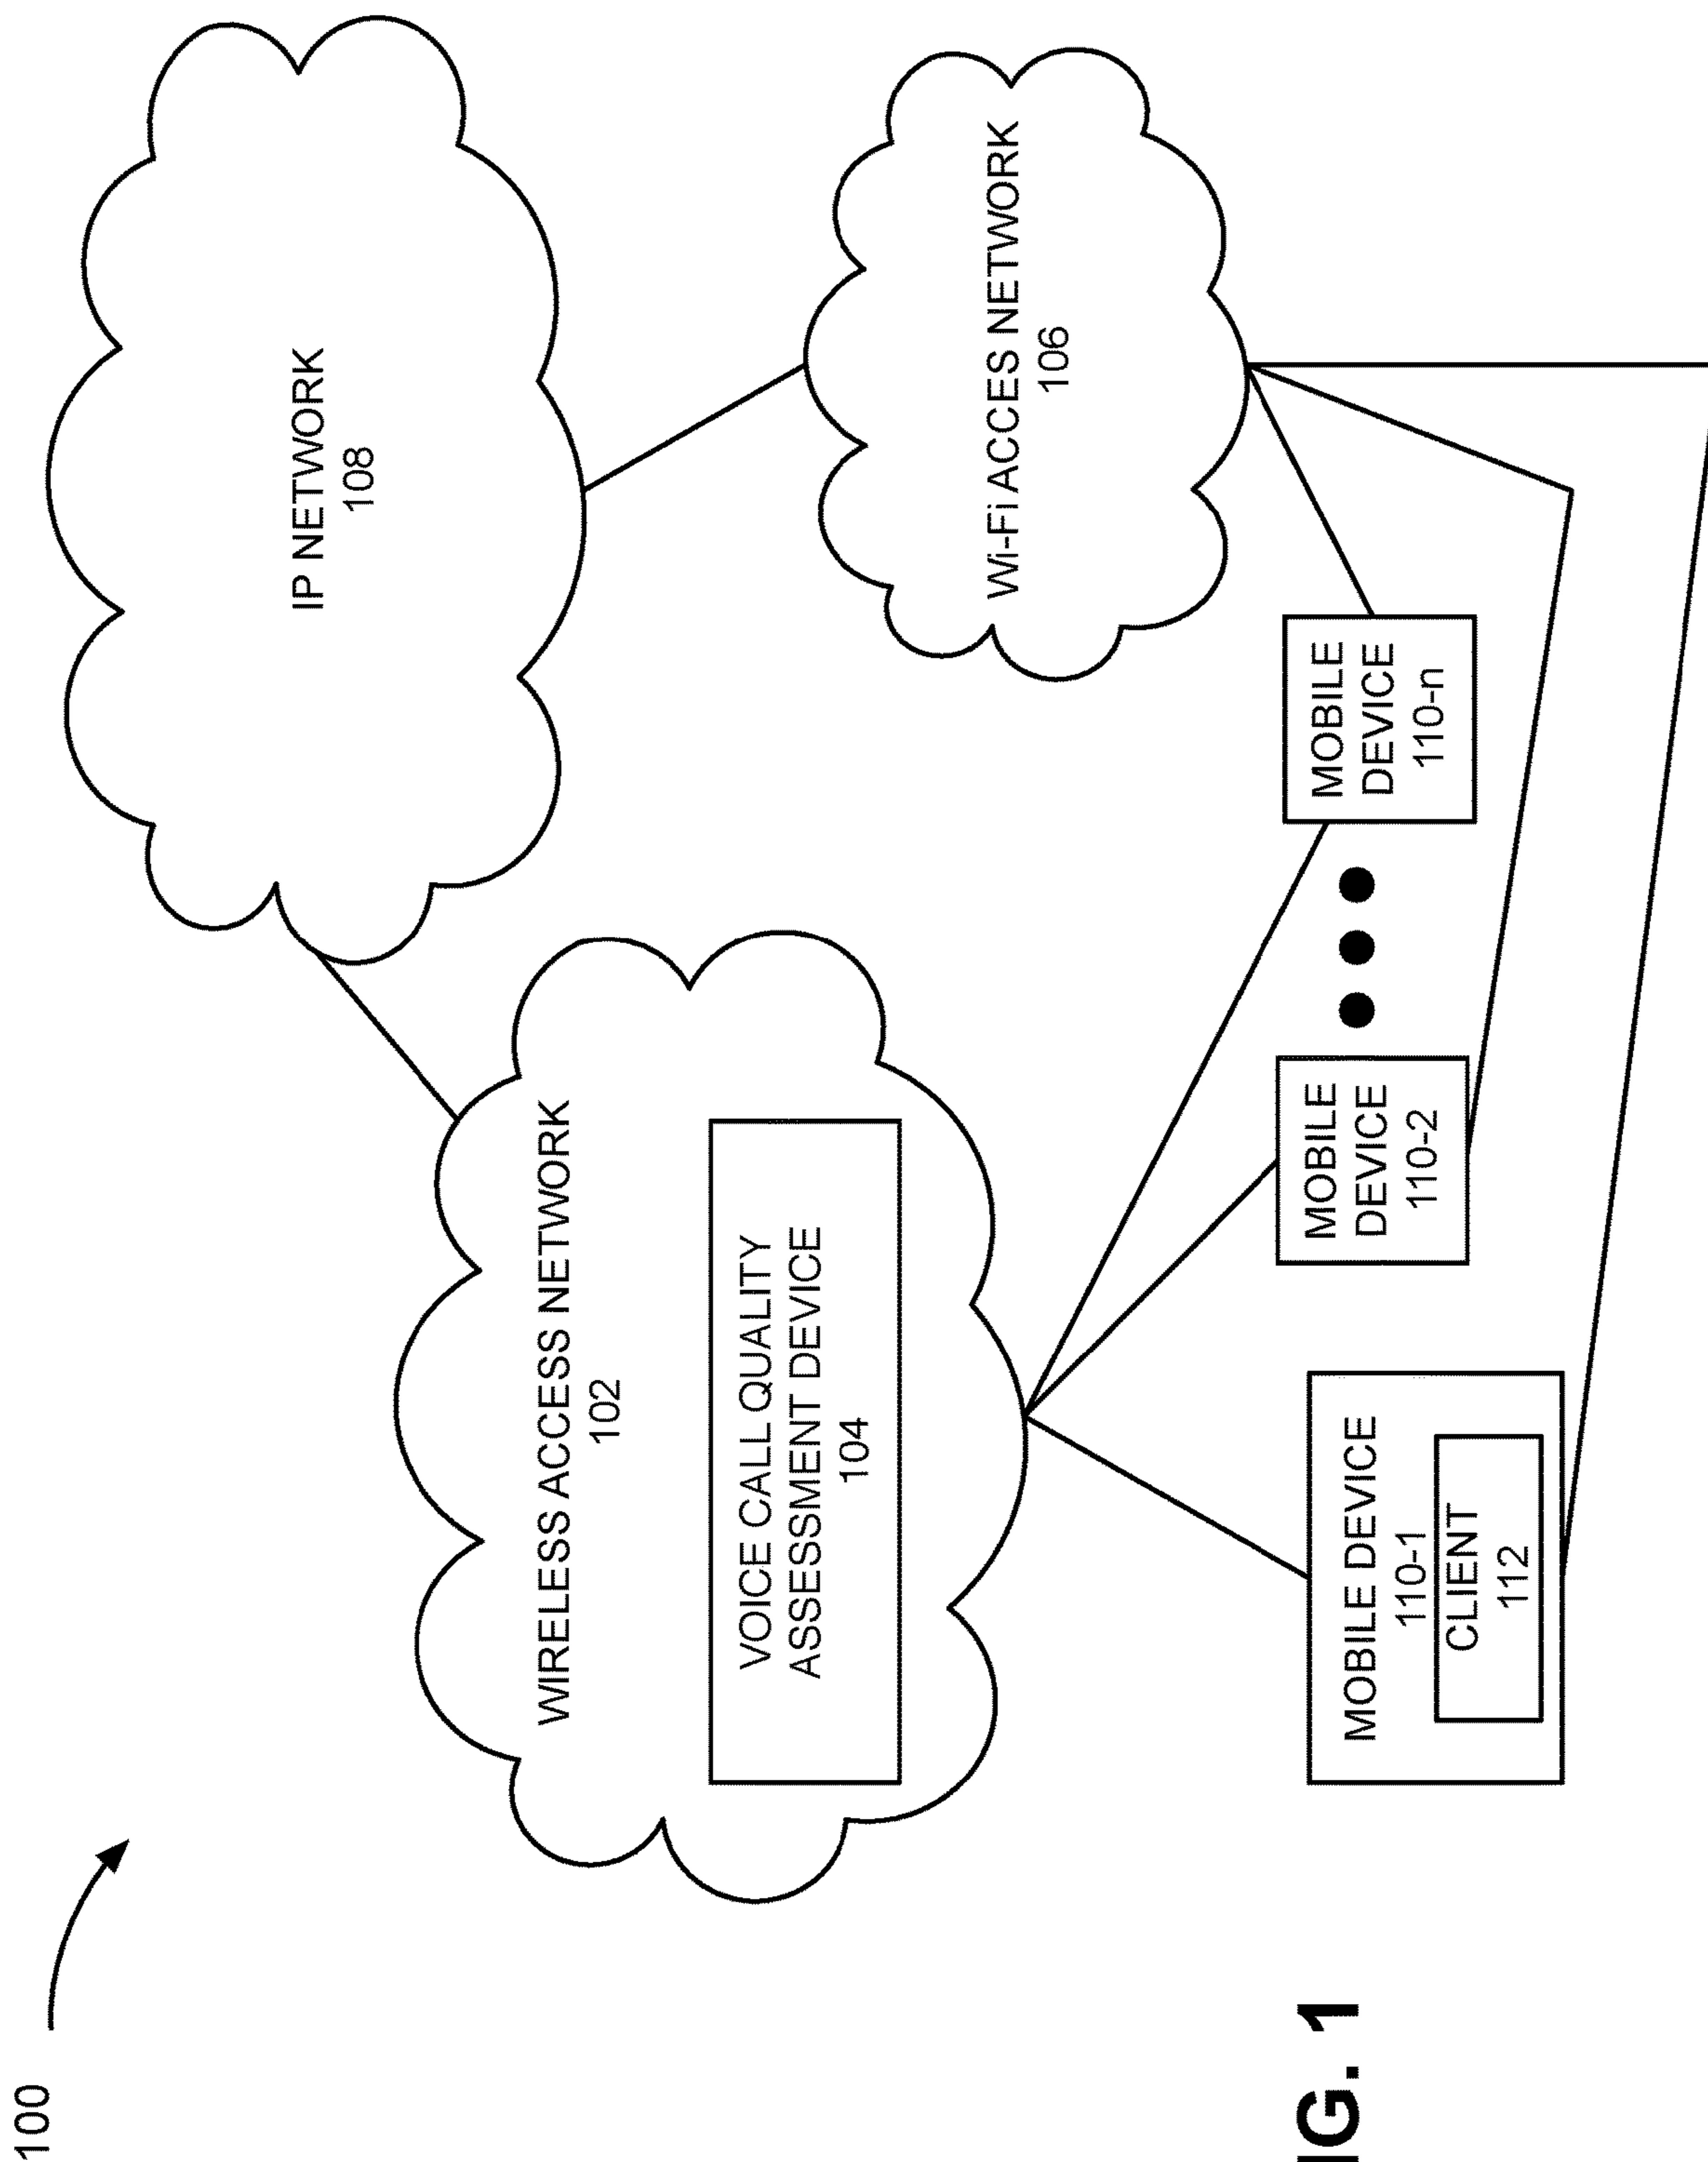 100
IP NETWORK
108
WIRELESS ACCESS NETWORK
102
VOICE CALL QUALITY
ASSESSMENT DEVICE
104
Wi-Fi ACCESS NETWORK
106
MOBILE DEVICE
110-1
CLIENT
112
MOBILE
DEVICE
110-2
MOBILE
DEVICE
110-n
IG. 1